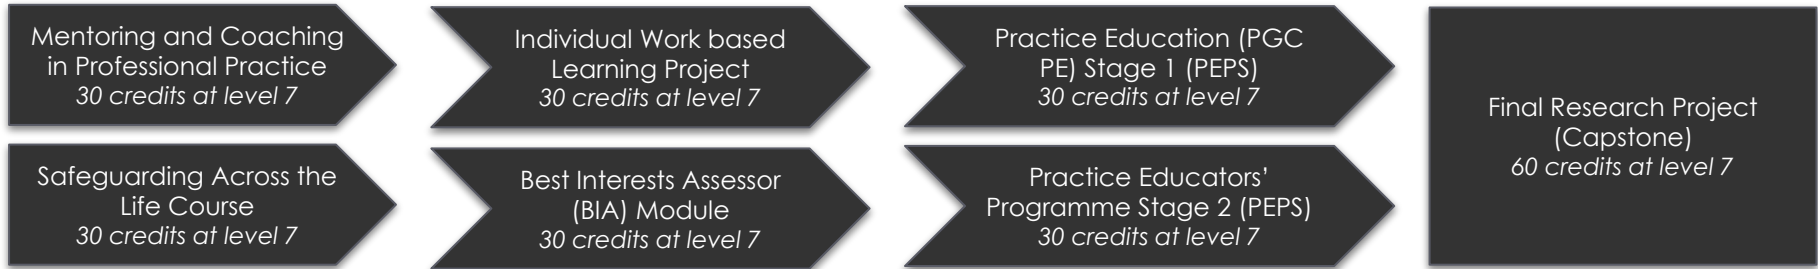 Mentoring and Coaching
in Professional Practice
30 credits at level 7
Individual Work based
Learning Project
30 credits at level 7
Practice Education (PGC
PE) Stage 1 (PEPS)
30 credits at level 7
Final Research Project
(Capstone)
60 credits at level 7
Safeguarding Across the
Life Course
30 credits at level 7
Best Interests Assessor
(BIA) Module
30 credits at level 7
Practice Educators'
Programme Stage 2 (PEPS)
30 credits at level 7